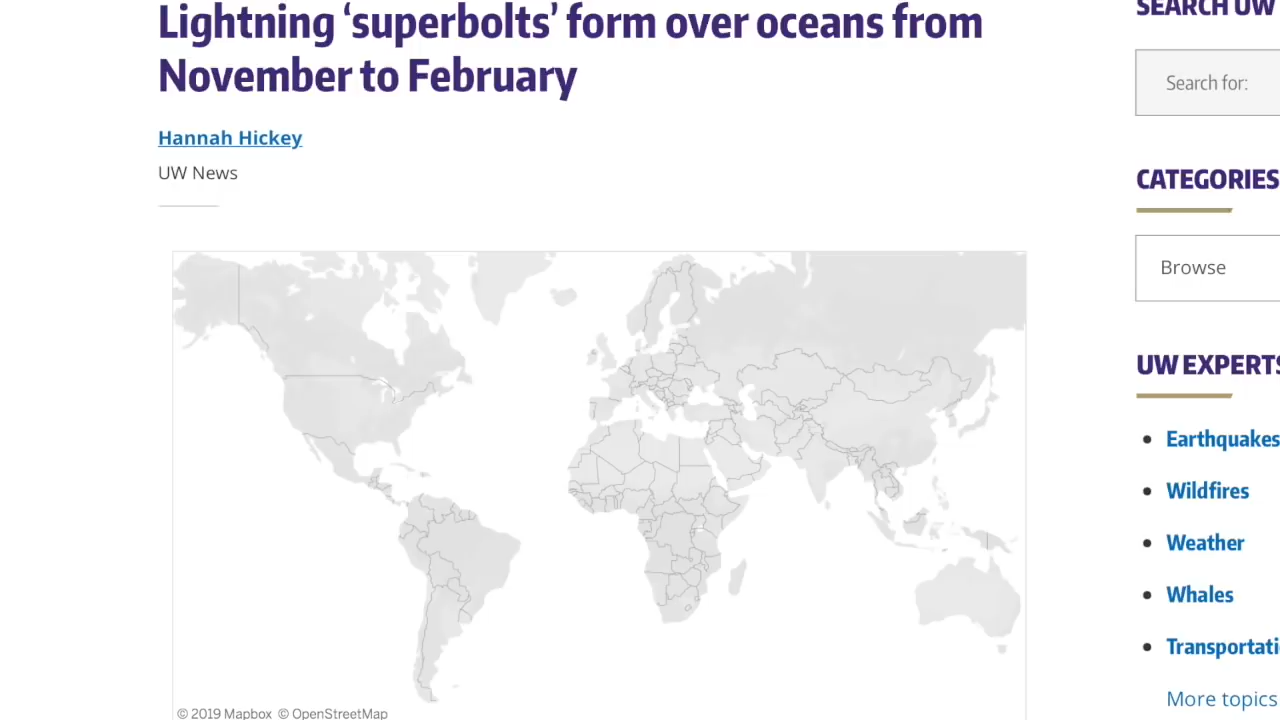 Lightning ‘superbolts’ form over oceans from
November to February
Hannah Hickey
UW News
© 2019 Mapbox © OpenStreetMap
SEARCH UW
Search for:
CATEGORIES
Browse
UW EXPERTS
Earthquakes
Wildfires
Weather
Whales
Transportati
More topics